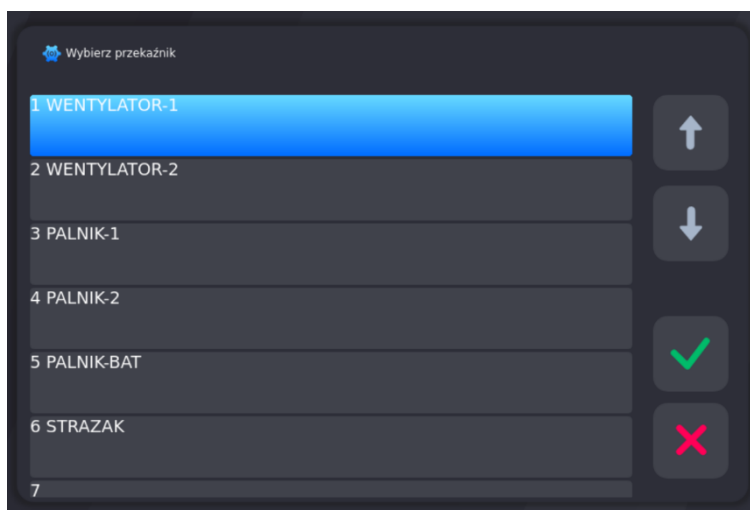 Wybierz przekaźnik
1 WENTYLATOR-1
2 WENTYLATOR-2
3 PALNIK-1
4 PALNIK-2
5 PALNIK-BAT
6 STRAZAK
7